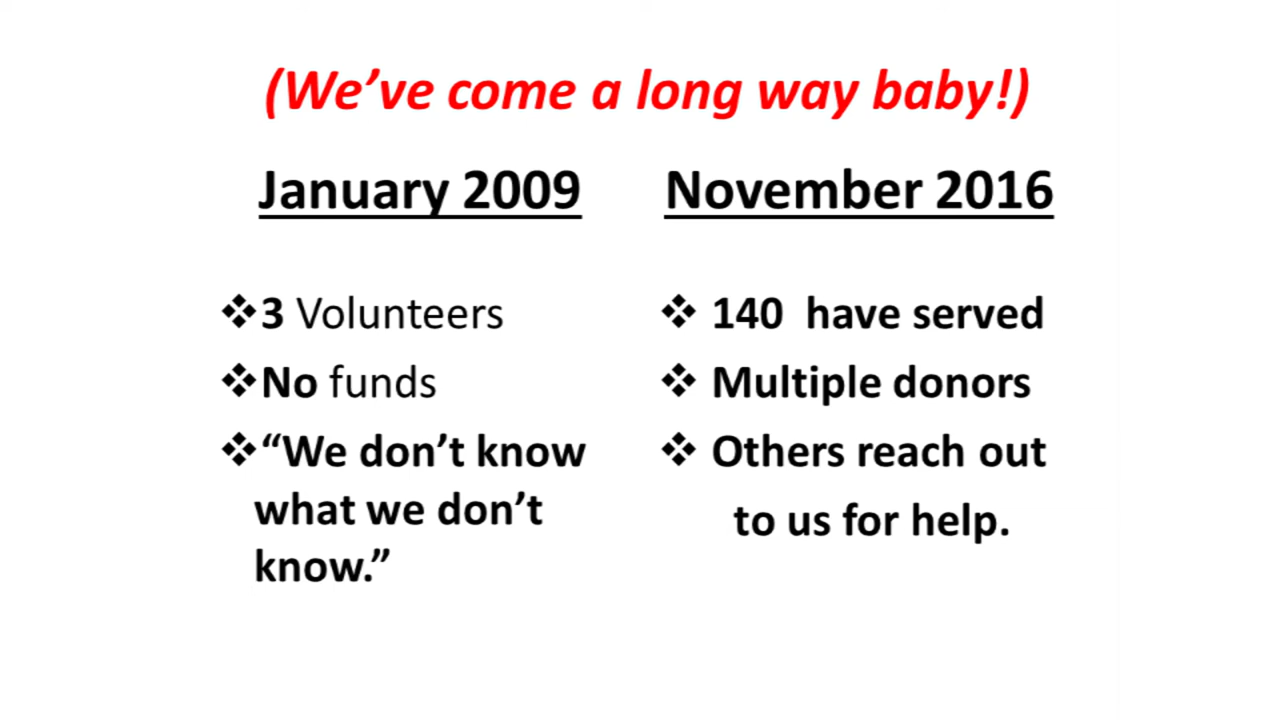 (We’ve come a long way baby!)
January 2009
❖3 Volunteers
❖No funds
❖“We don’t know
what we don’t
know.”
November 2016
❖ 140 have served
❖ Multiple donors
❖ Others reach out
to us for help.